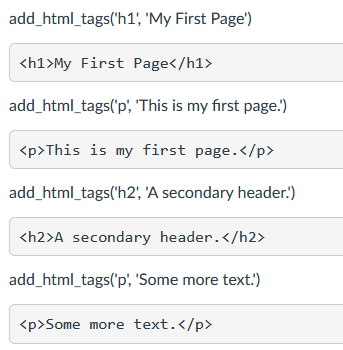 add_html_tags('h1', 'My First Page')
<h1>My First Page</h1>
add_html_tags('p', 'This is my first page.')
<p>This is my first page.</p>
add_html_tags('h2', 'A secondary header.')
<h2>A secondary header.</h2>
add_html_tags('p', 'Some more text.')
<p>Some more text.</p>